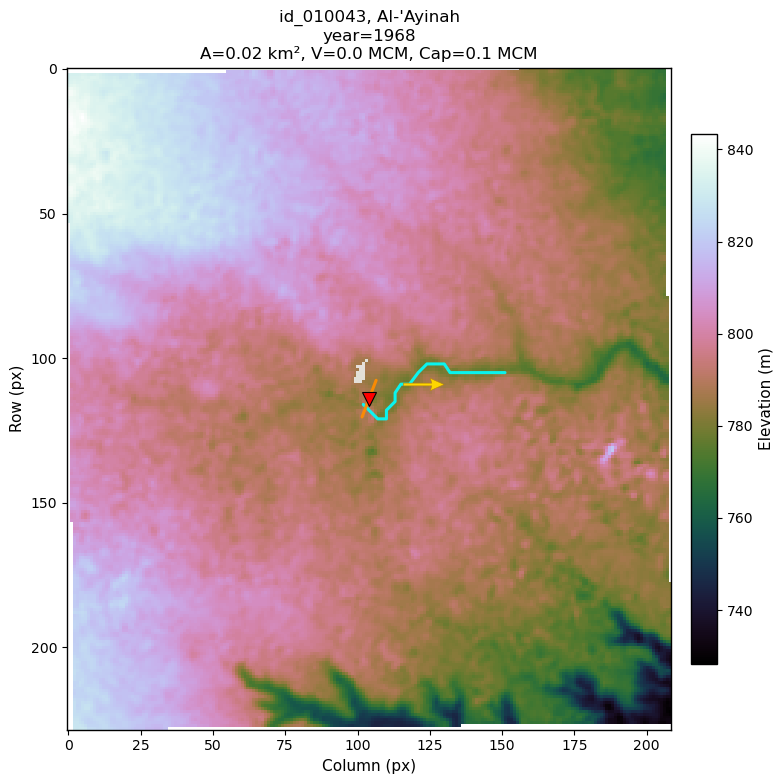 id_010043, Al-'Ayinah
year=1968
A=0.02 km², V=0.0 MCM, Cap=0.1 MCM
0
50
100
150
200
0 25 50 75 100 125 150 175 200
Row (px)
Column (px)
840
820
800
780
760
740
Elevation (m)